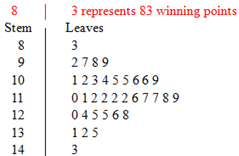 8 | 3 represents 83 winning points
Stem | Leaves
8 | 3
9 | 2 7 8 9
10 | 1 2 3 4 5 5 6 6 9
11 | 0 1 2 2 2 2 6 7 7 8 9
12 | 0 4 5 5 6 8
13 | 1 2 5
14 | 3